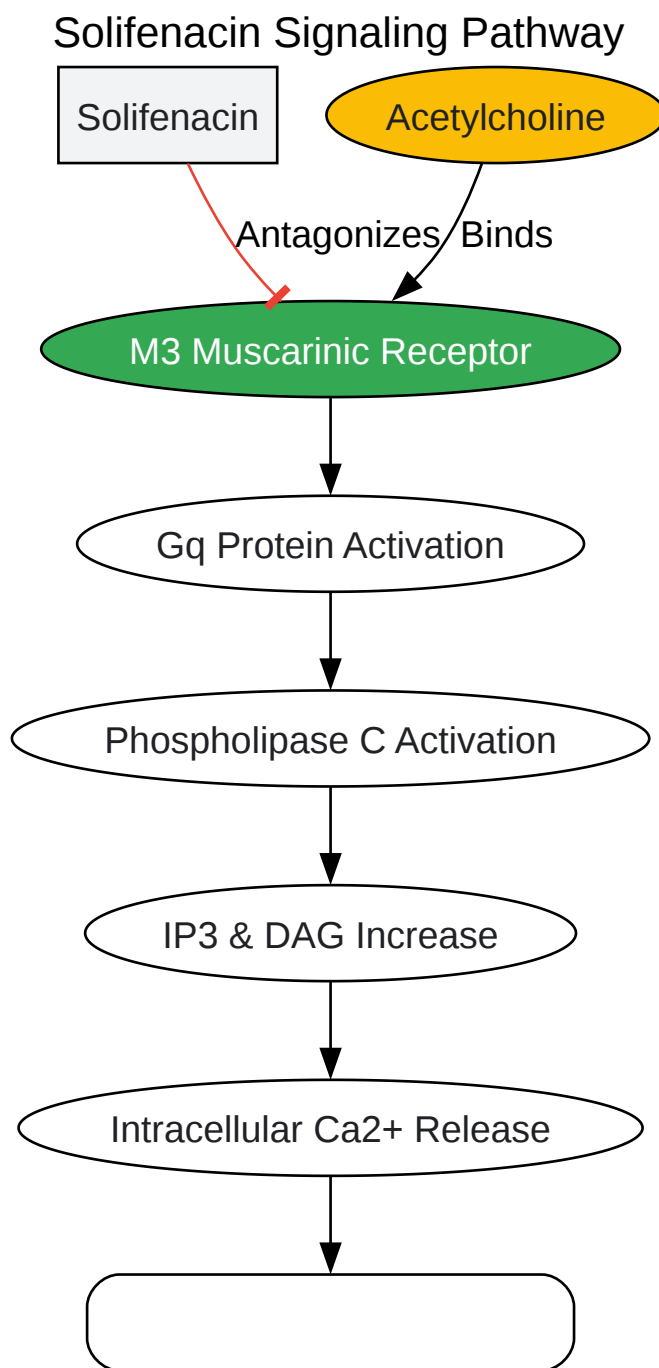 Solifenacin Signaling Pathway
Solifenacin
Acetylcholine
Antagonizes
Binds
M3 Muscarinic Receptor
Gq Protein Activation
Phospholipase C Activation
IP3 & DAG Increase
Intracellular Ca2+ Release